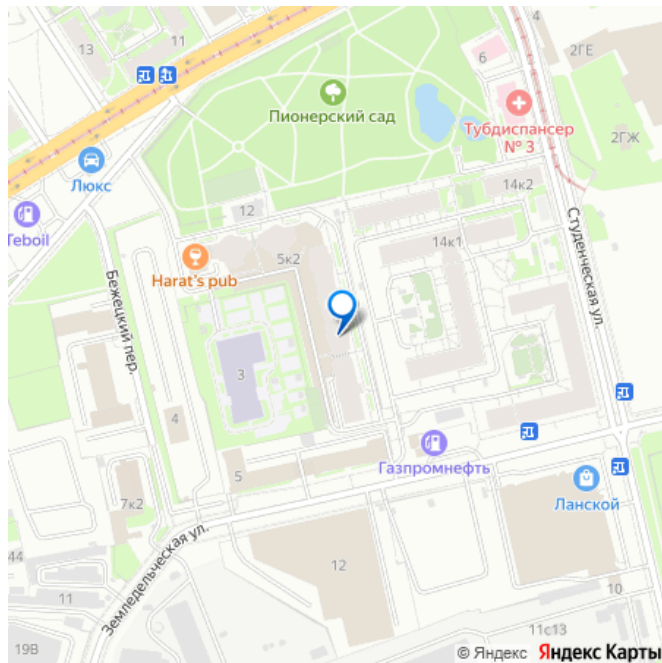 13
11
4
2ГЕ
6
Пионерский сад
Тубдиспансер
№ 3
2ГЖ
Люкс
14к2
12
Teboil
14к1
5к2
Harat's pub
Студенческая ул.
Бежецкий пер.
3
4
Газпромнефть
5
Ланской
7к2
Земледельческая ул.
44
12
11
10
11с13
19В
© Яндекс Яндекс Карты